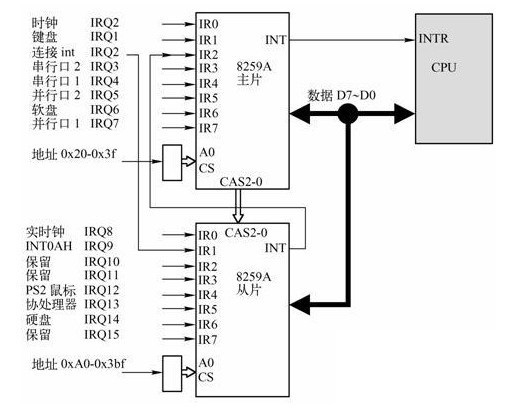 时钟 IRQ2
键盘 IRQ1
连接 int IRQ2
串行口 2 IRQ3
串行口 1 IRQ4
并行口 2 IRQ5
软盘 IRQ6
并行口 1 IRQ7
地址 0x20-0x3f
IR0
IR1
IR2
IR3
IR4
IR5
IR6
IR7
A0
CS
INT
8259A
主片
CAS2-0
INTR
CPU
数据 D7~D0
实时钟 IRQ8
INT0AH IRQ9
保留 IRQ10
保留 IRQ11
PS2 鼠标 IRQ12
协处理器 IRQ13
硬盘 IRQ14
保留 IRQ15
地址 0xA0-0x3bf
CAS2-0
IR0
IR1
IR2
IR3
IR4
IR5
IR6
IR7
A0
CS
INT
8259A
从片